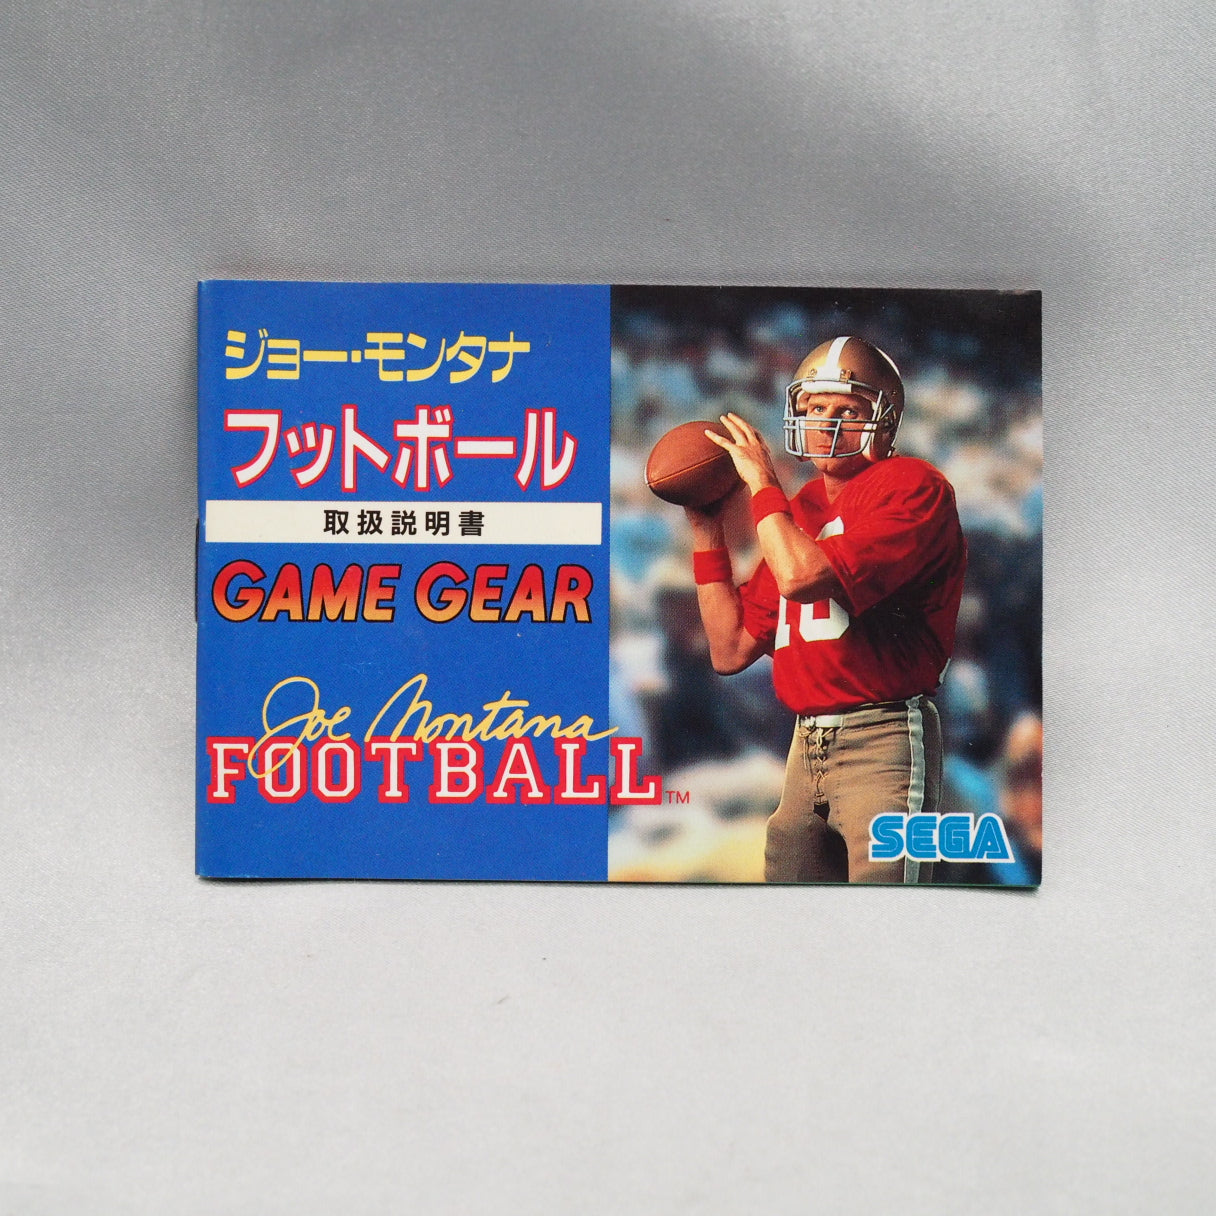 ジョー・モンタナ
フットボール
取扱説明書
GAME GEAR
Joe Montana
FOOTBALL™
16
SEGA